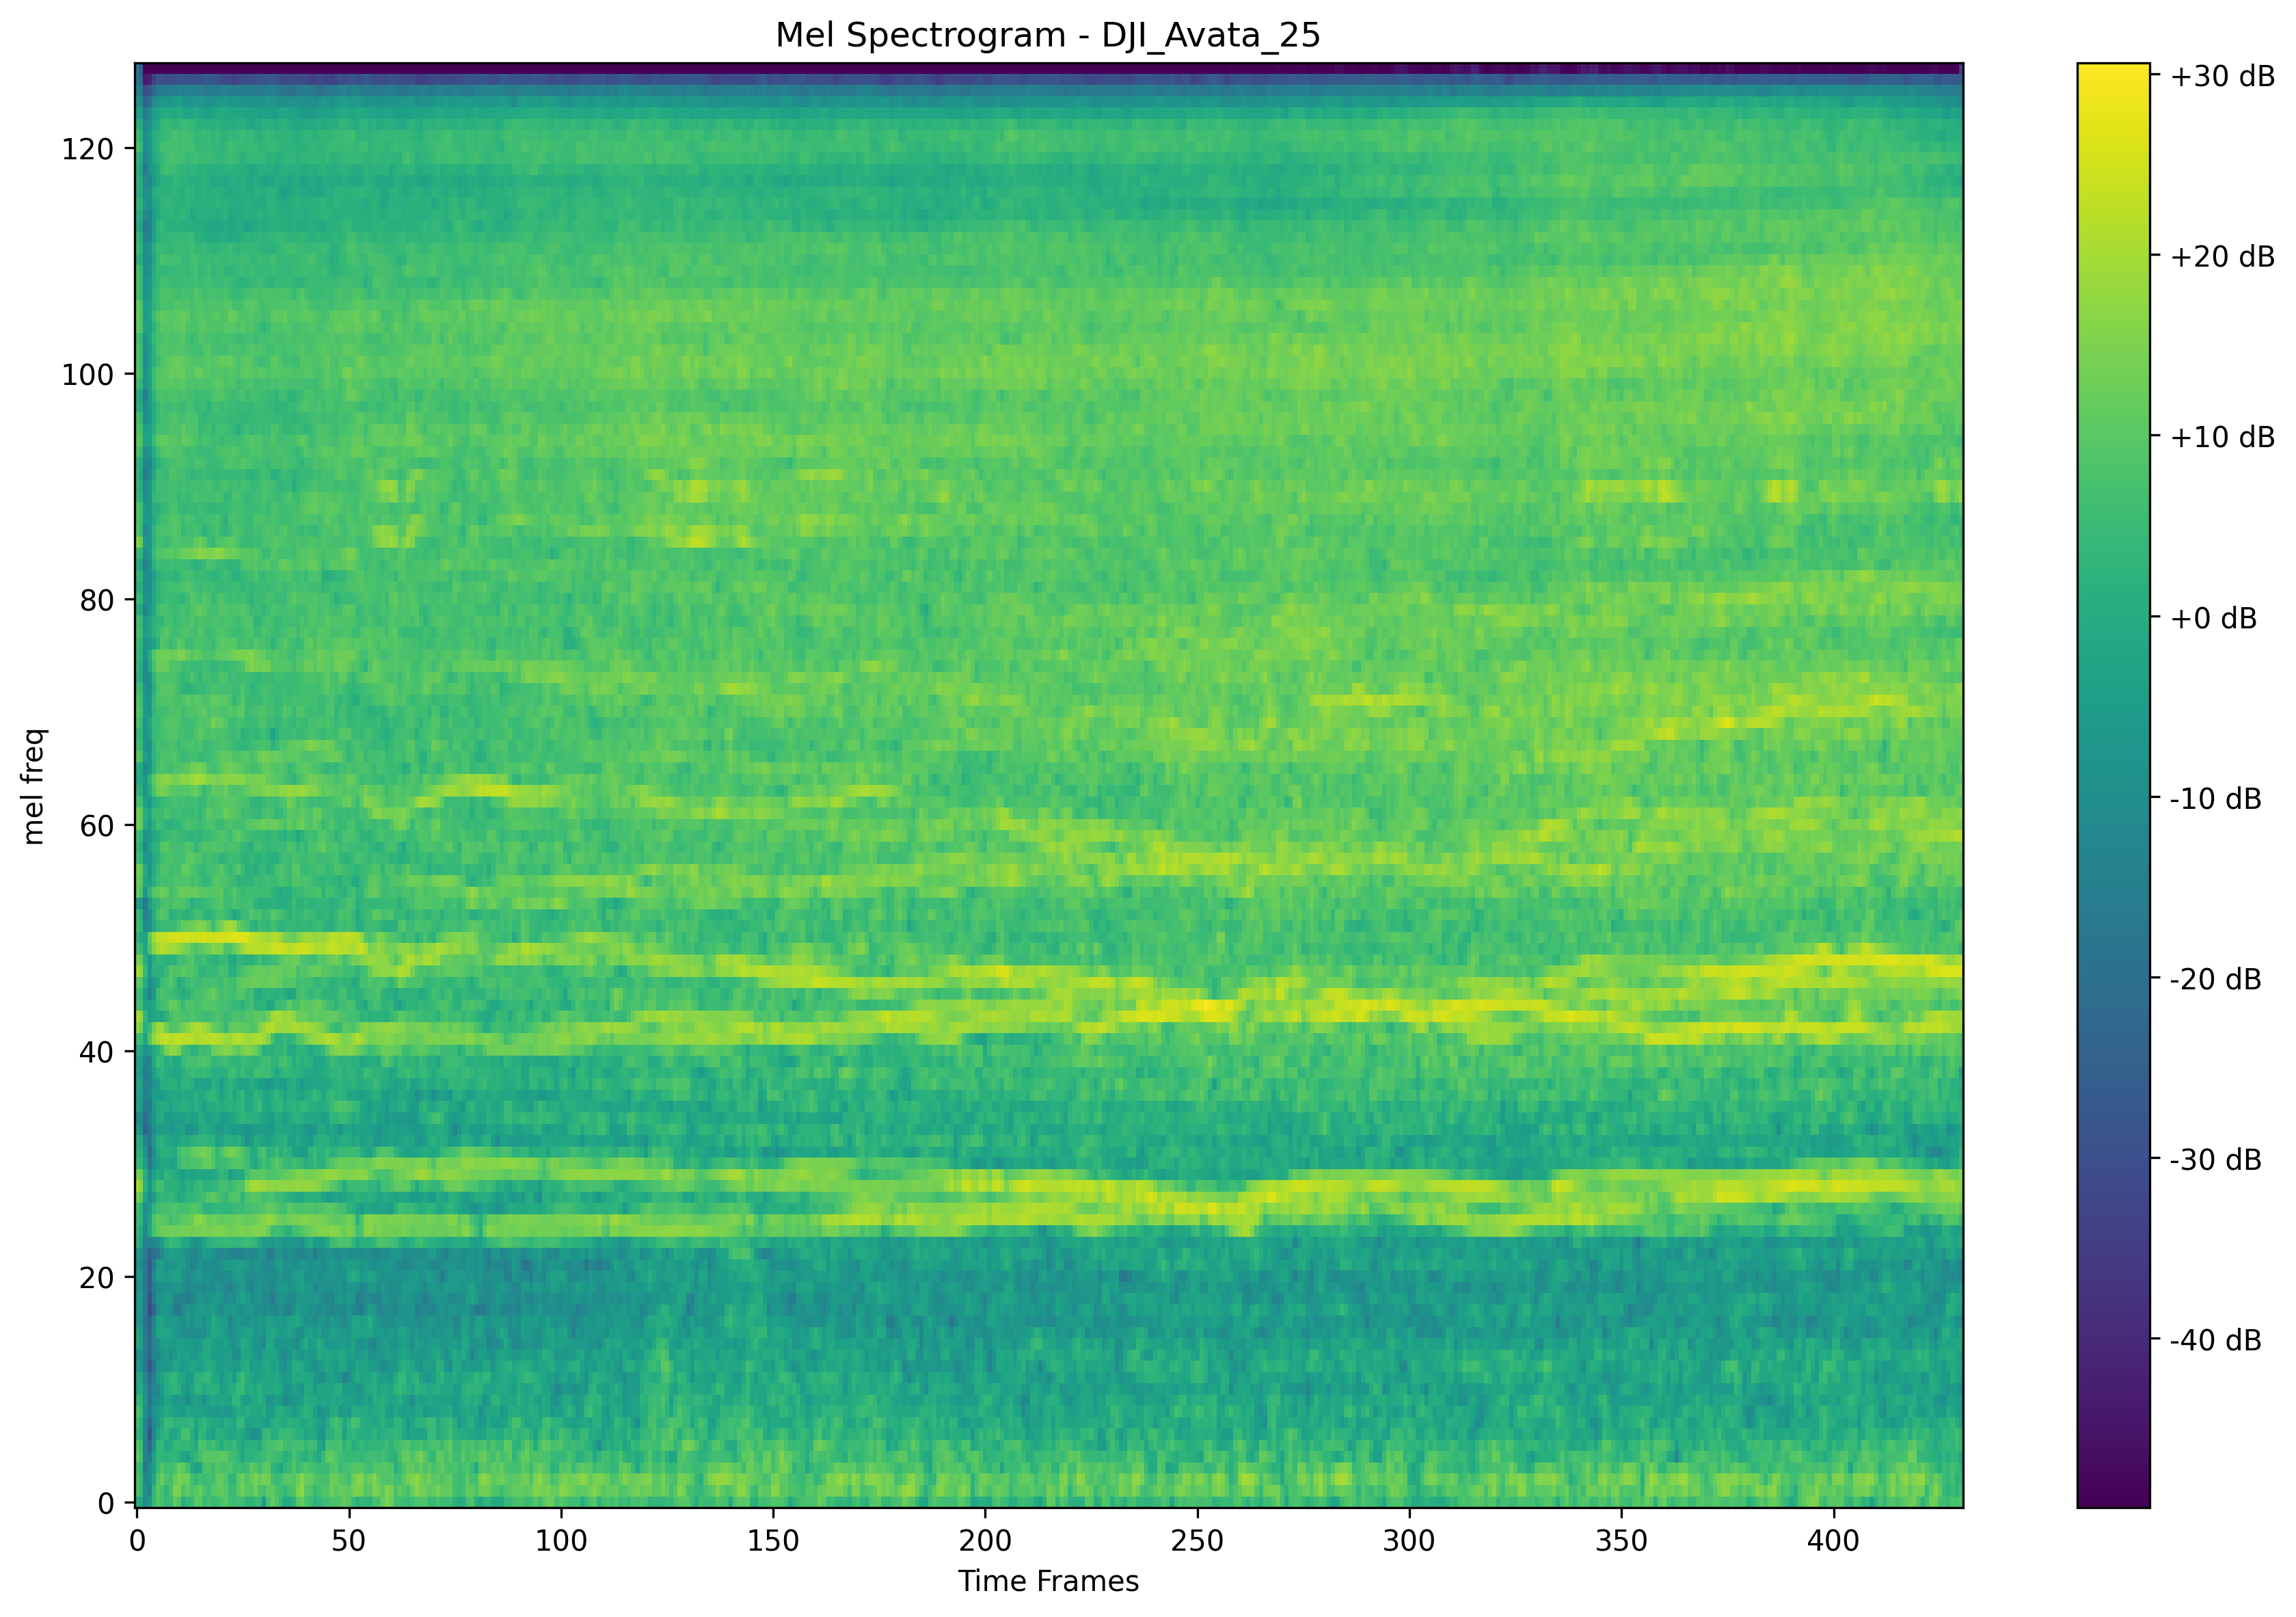 Mel Spectrogram - DJI_Avata_25
mel freq
120
100
80
60
40
20
0
0 50 100 150 200 250 300 350 400
Time Frames
+30 dB
+20 dB
+10 dB
+0 dB
-10 dB
-20 dB
-30 dB
-40 dB